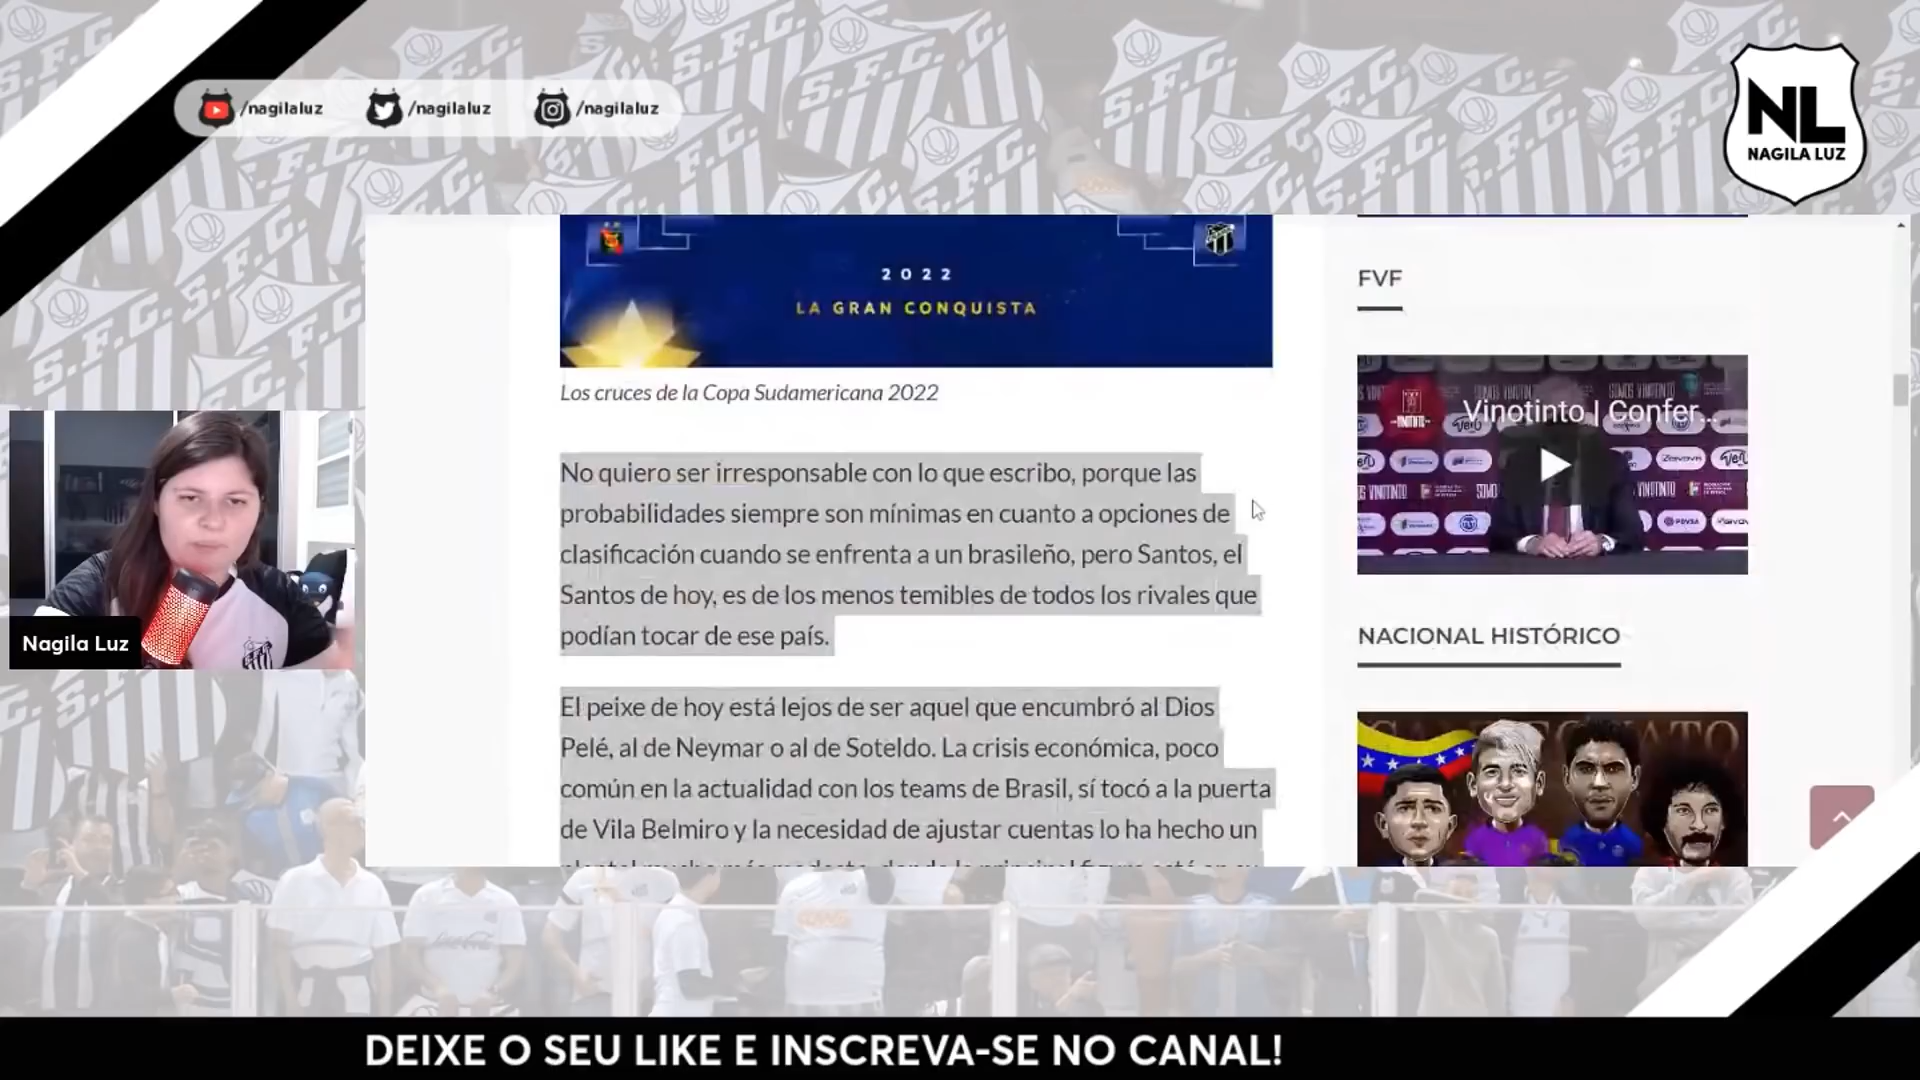 /nagilaluz
/nagilaluz
/nagilaluz
NL
NAGILA LUZ
2022
LA GRAN CONQUISTA
Los cruces de la Copa Sudamericana 2022
No quiero ser irresponsable con lo que escribo, porque las
probabilidades siempre son mínimas en cuanto a opciones de
clasificación cuando se enfrenta a un brasileño, pero Santos, el
Santos de hoy, es de los menos temibles de todos los rivales que
podían tocar de ese país.
El peixe de hoy está lejos de ser aquel que encumbró al Dios
Pelé, al de Neymar o al de Soteldo. La crisis económica, poco
común en la actualidad con los teams de Brasil, sí tocó a la puerta
de Vila Belmiro y la necesidad de ajustar cuentas lo ha hecho un
FVF
Vinotinto | Confer...
NACIONAL HISTÓRICO
Nagila Luz
DEIXE O SEU LIKE E INSCREVA-SE NO CANAL!